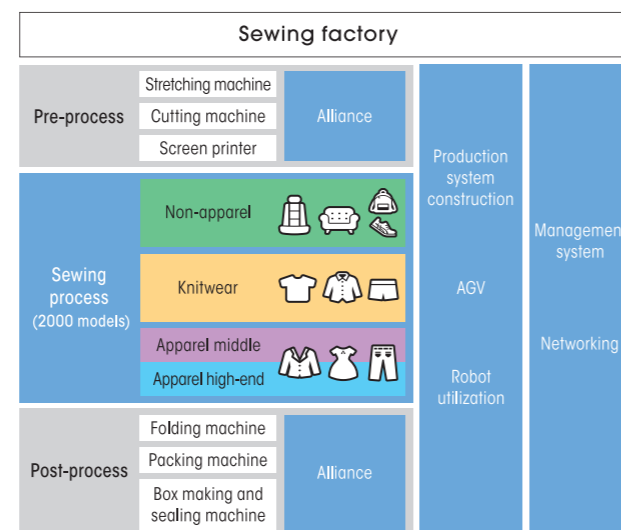 Sewing factory
Pre-process
Stretching machine
Cutting machine
Screen printer
Alliance
Sewing
process
(2000 models)
Non-apparel
Knitwear
Apparel middle
Apparel high-end
Post-process
Folding machine
Packing machine
Box making and
sealing machine
Alliance
Production
system
construction
AGV
Robot
utilization
Managemen
system
Networking